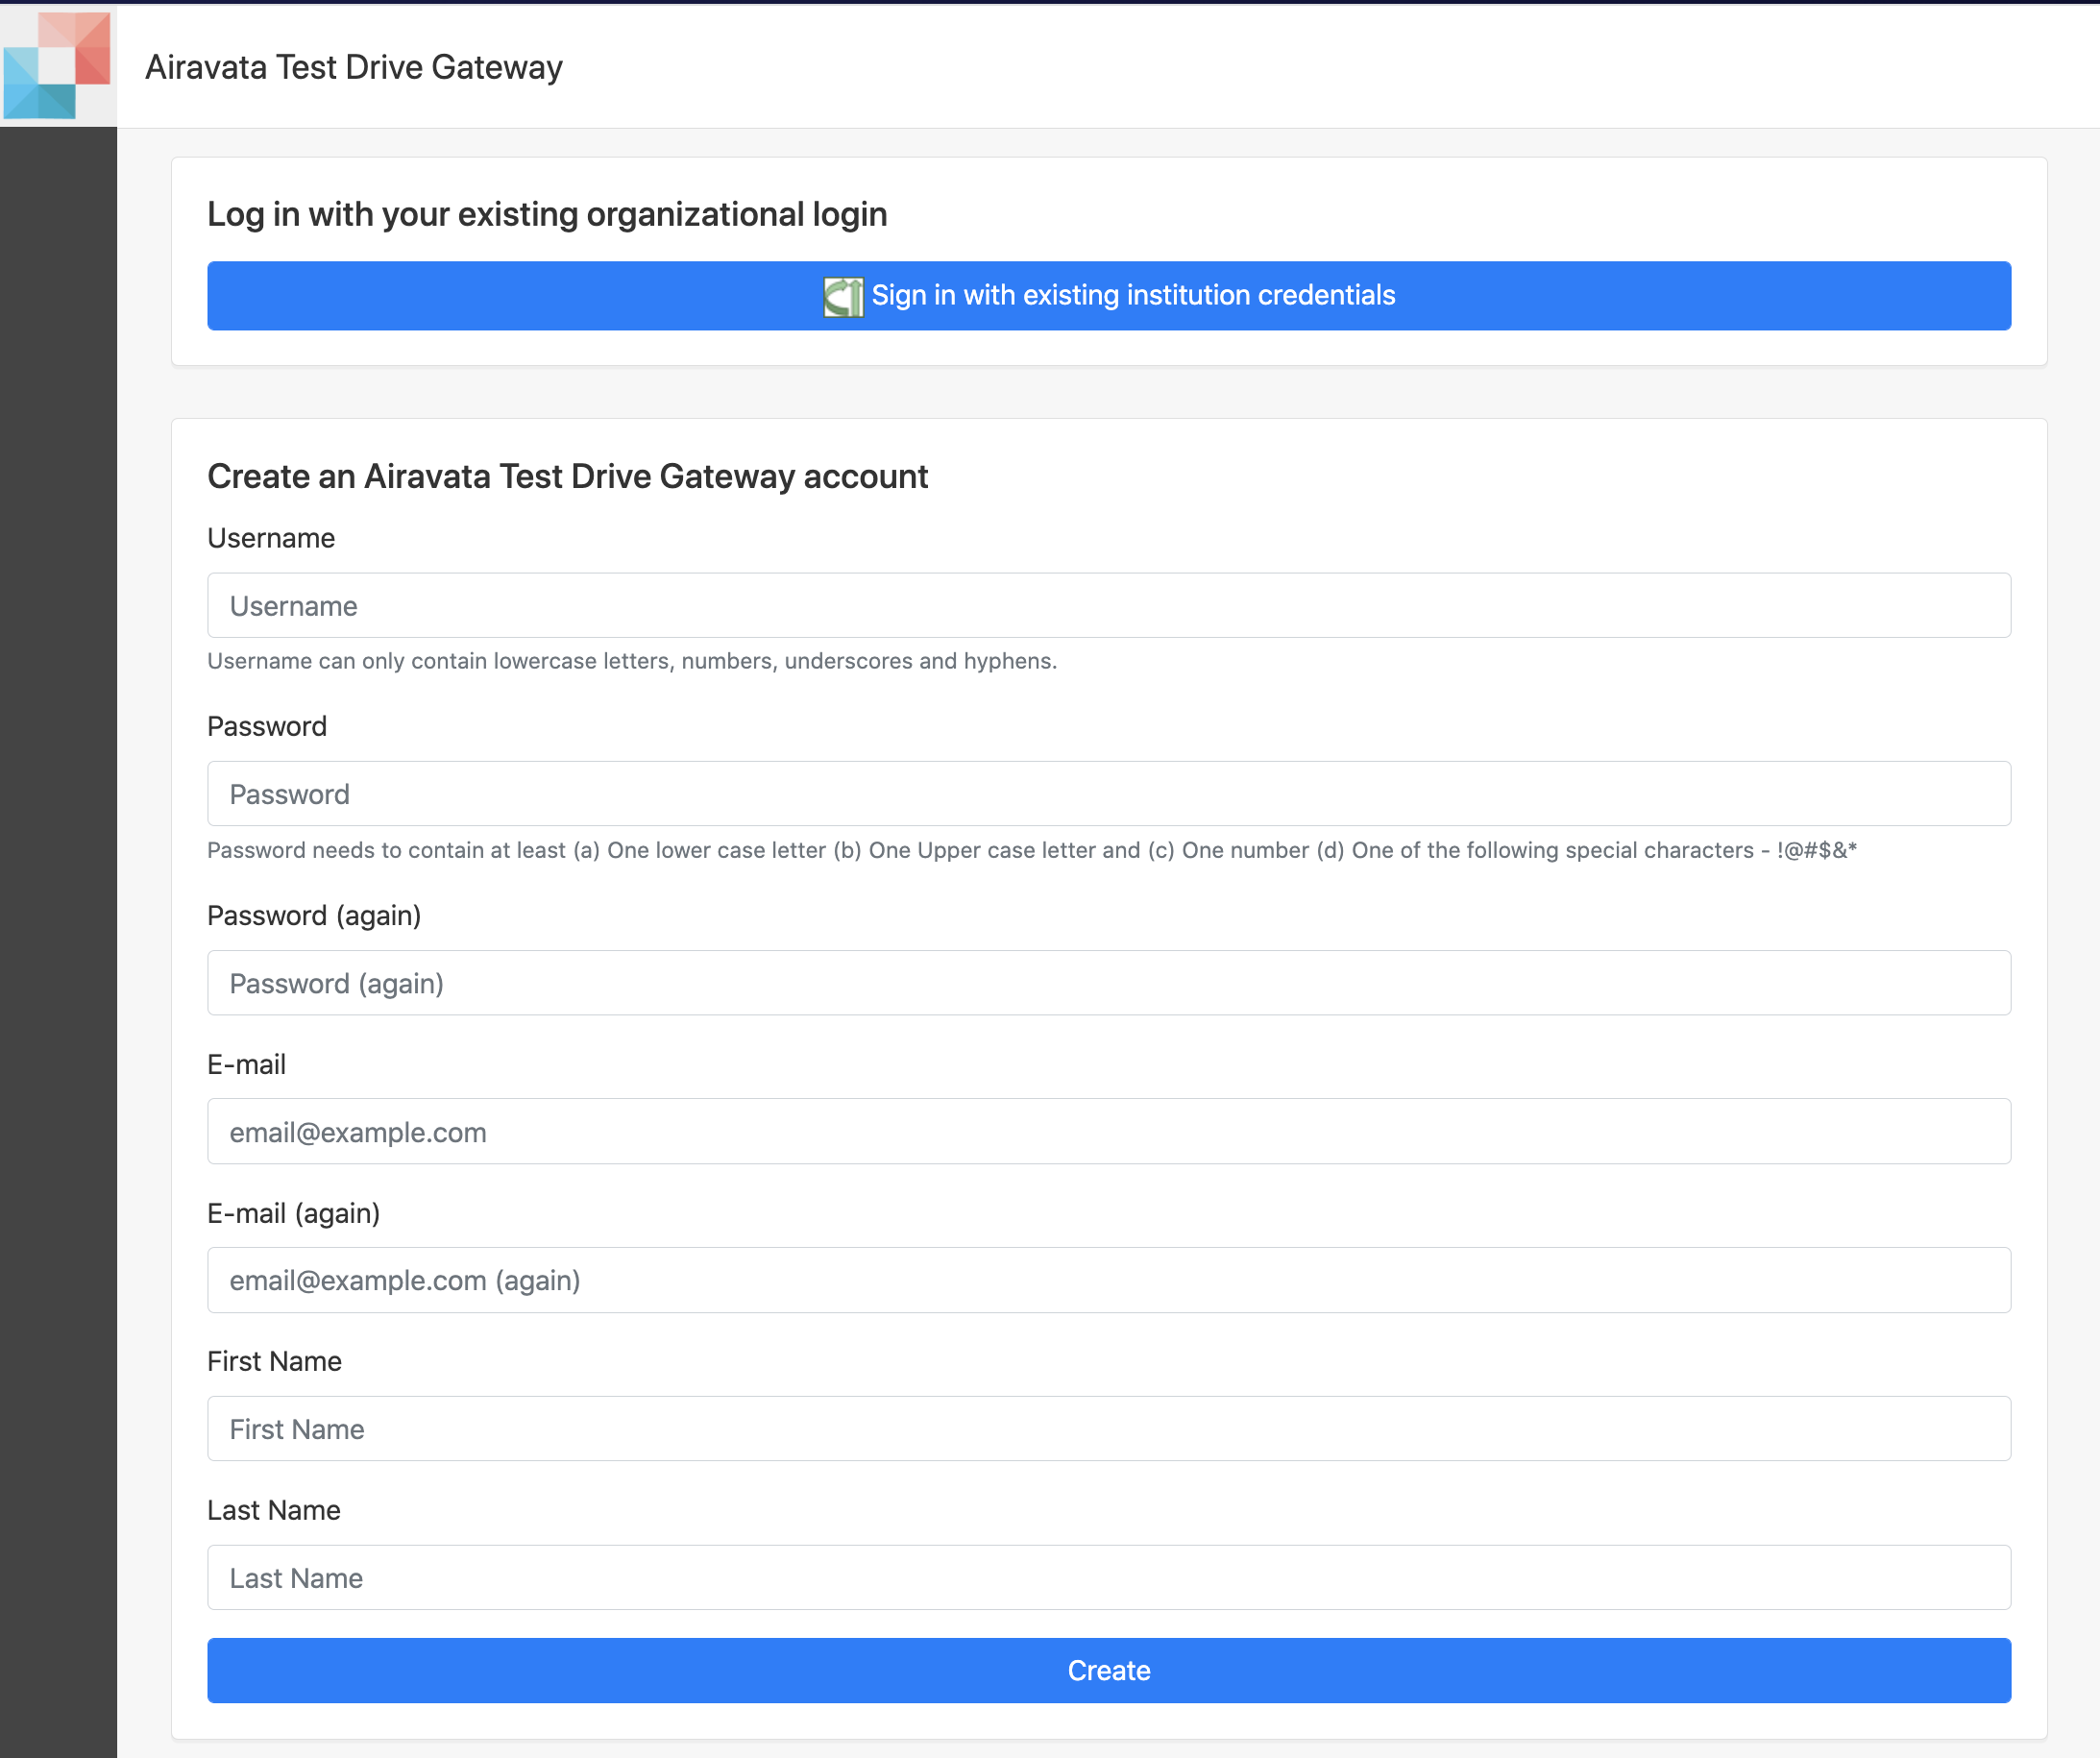 Airavata Test Drive Gateway
Log in with your existing organizational login
Sign in with existing institution credentials
Create an Airavata Test Drive Gateway account
Username
Username
Username can only contain lowercase letters, numbers, underscores and hyphens.
Password
Password
Password needs to contain at least (a) One lower case letter (b) One Upper case letter and (c) One number (d) One of the following special characters - !@#$&*
Password (again)
Password (again)
E-mail
email@example.com
E-mail (again)
email@example.com (again)
First Name
First Name
Last Name
Last Name
Create